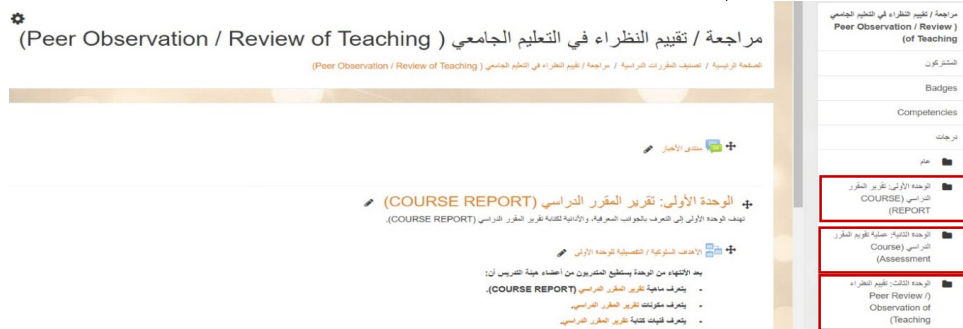 مراجعة / تقييم النظراء في التعليم الجامعي ( Peer Observation / Review of Teaching)
الصفحة الرئيسية / تصنيف المقررات الدراسية / مراجعة / تقييم النظراء في التعليم الجامعي ( Peer Observation / Review of Teaching)
منتدى الأخبار
الوحدة الأولى: تقرير المقرر الدراسي (COURSE REPORT)
تهدف الوحدة الأولى إلى التعرف بالجوانب المعرفية، والأدائية لكتابة تقرير المقرر الدراسي (COURSE REPORT).
الأهداف السلوكية / التفصيلية للوحدة الأولى
بعد الأنتهاء من الوحدة يستطيع المتدربون من أعضاء هيئة التدريس أن:
- يتعرف ماهية تقرير المقرر الدراسي (COURSE REPORT).
- يتعرف مكونات تقرير المقرر الدراسي.
- يتعرف فنيات كتابة تقرير المقرر الدراسي.
مراجعة / تقييم النظراء في التعليم الجامعي
Peer Observation / Review )
(of Teaching
المشتركون
Badges
Competencies
درجات
عام
الوحدة الأولى: تقرير المقرر
الدراسي (COURSE
(REPORT
الوحدة الثانية: عملية تقويم المقرر
الدراسي (Course
(Assessment
الوحدة الثالث: تقييم النظراء
Peer Review /)
Observation of
(Teaching